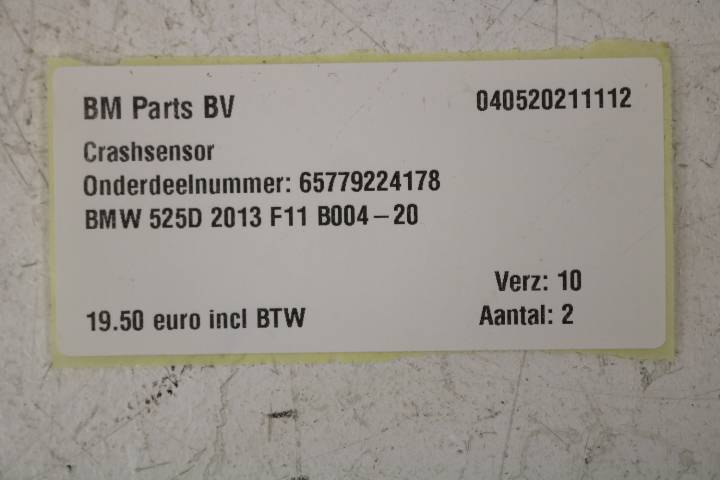 BM Parts BV 040520211112
Crashsensor
Onderdeelnummer: 65779224178
BMW 525D 2013 F11 B004-20
Verz: 10
19.50 euro incl BTW Aantal: 2